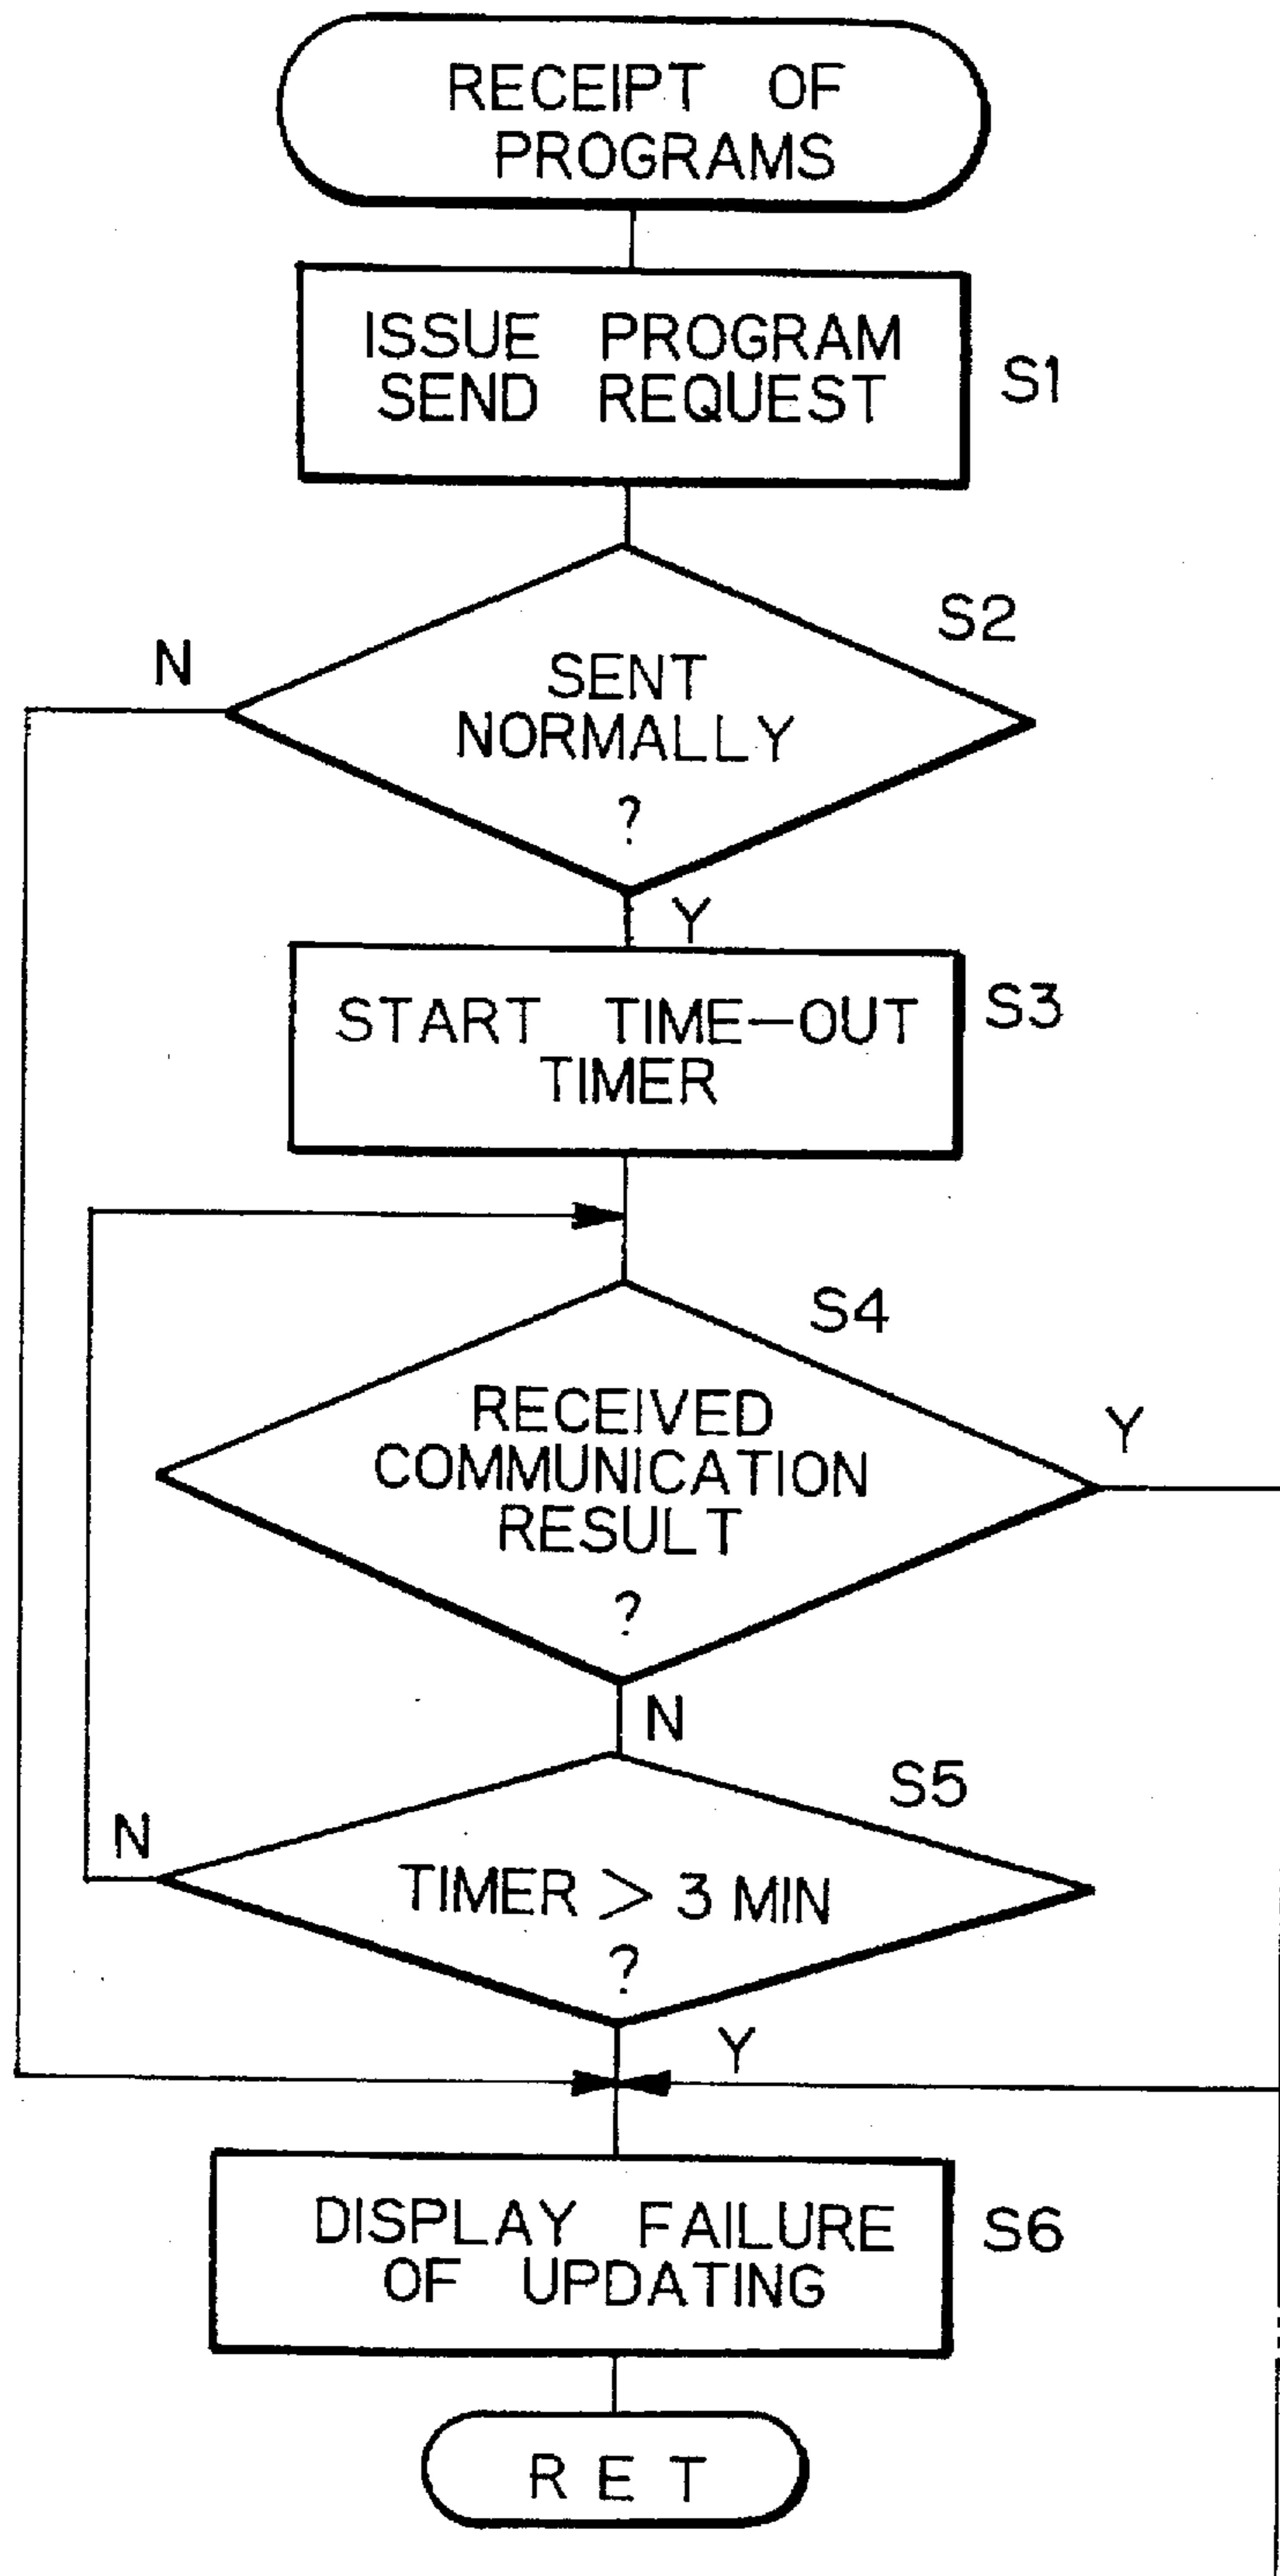 RECEIPT OF
PROGRAMS
ISSUE PROGRAM
SEND REQUEST
S1
S2
N
SENT
NORMALLY
?
Y
START TIME-OUT
TIMER
S3
S4
RECEIVED
COMMUNICATION
RESULT
?
Y
N
S5
N
TIMER > 3 MIN
?
Y
DISPLAY FAILURE
OF UPDATING
S6
RET